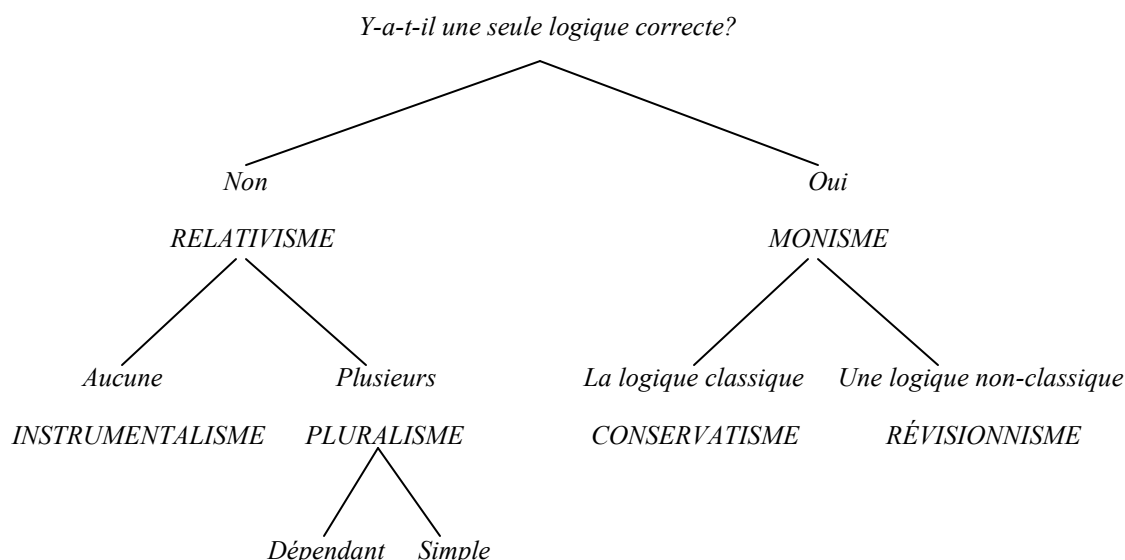 Y-a-t-il une seule logique correcte?
Non Oui
RELATIVISME MONISME
Aucune Plusieurs La logique classique Une logique non-classique
INSTRUMENTALISME PLURALISME CONSERVATISME RÉVISIONNISME
Dépendant Simple